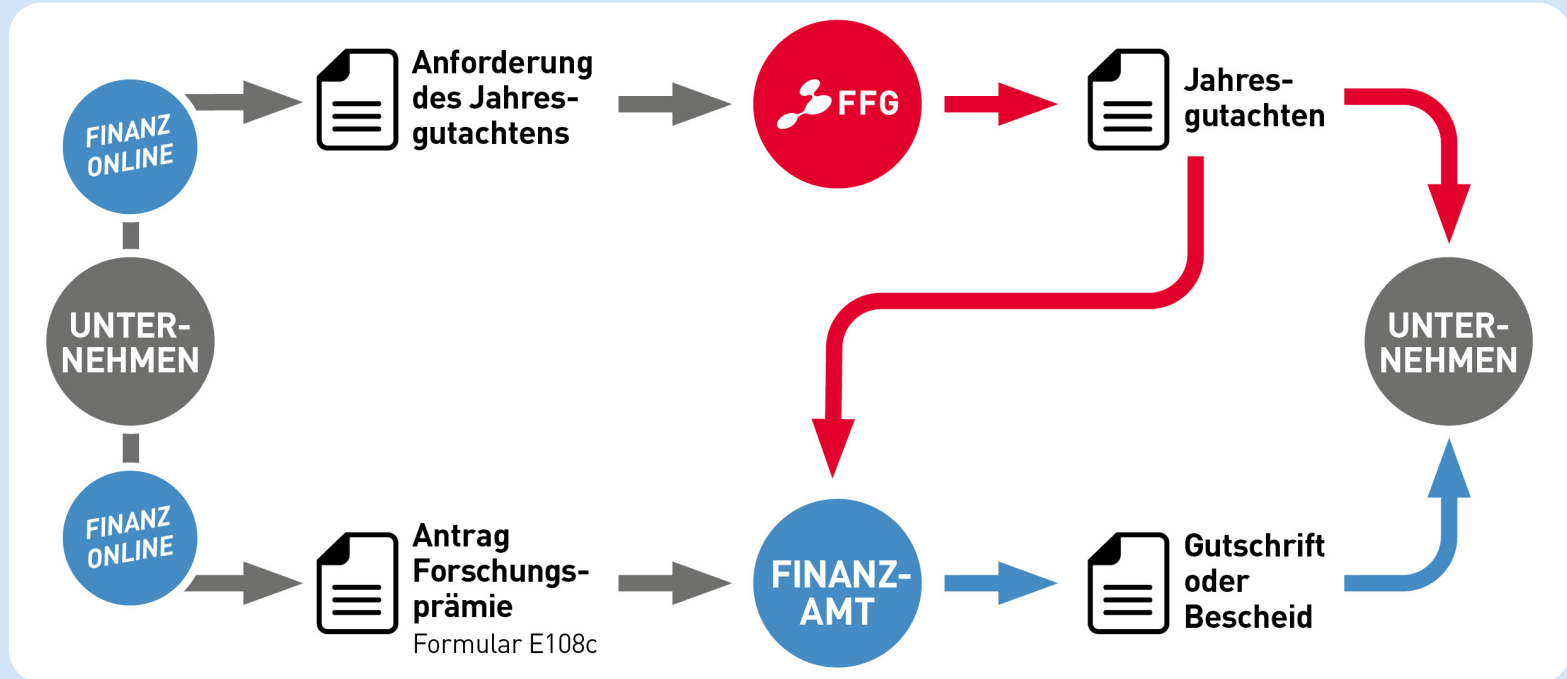 FINANZ
ONLINE
Anforderung
des Jahres-
gutachtens
FFG
Jahres-
gutachten
UNTER-
NEHMEN
UNTER-
NEHMEN
FINANZ
ONLINE
Antrag
Forschungs-
prämie
Formular E108c
FINANZ-
AMT
Gutschrift
oder
Bescheid